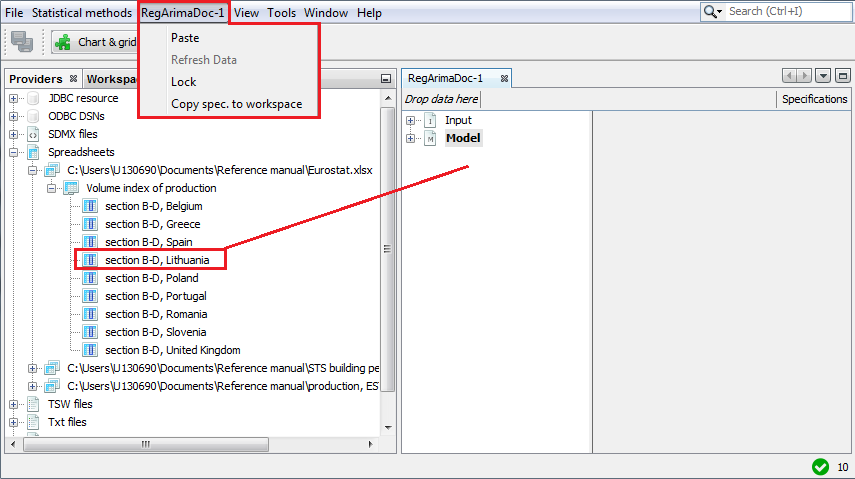 File Statistical methods RegArimaDoc-1 View Tools Window Help Search (Ctrl+I)
Chart & grid
Paste
Refresh Data
Lock
Copy spec. to workspace
Providers Workspa
JDBC resource
ODBC DSNs
SDMX files
Spreadsheets
C:\Users\U130690\Documents\Reference manual\Eurostat.xlsx
Volume index of production
section B-D, Belgium
section B-D, Greece
section B-D, Spain
section B-D, Lithuania
section B-D, Poland
section B-D, Portugal
section B-D, Romania
section B-D, Slovenia
section B-D, United Kingdom
C:\Users\U130690\Documents\Reference manual\STS building pe
C:\Users\U130690\Documents\Reference manual\production, ES
TSW files
Txt files
RegArimaDoc-1
Drop data here Specifications
I Input
M Model
10